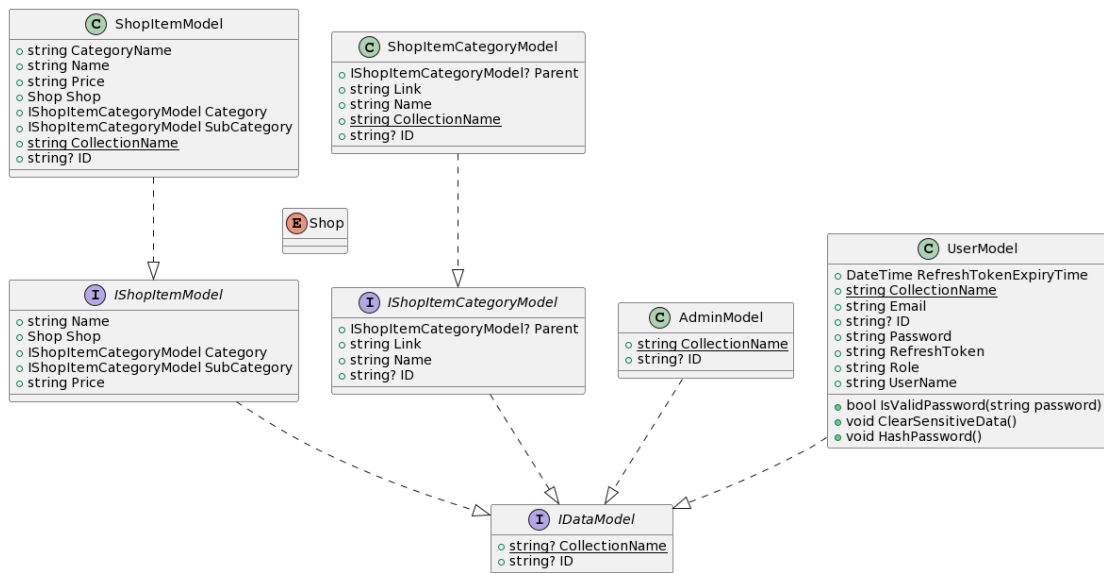 C ShopItemModel
string CategoryName
string Name
string Price
Shop Shop
IShopItemCategoryModel Category
IShopItemCategoryModel SubCategory
string CollectionName
string? ID
C ShopItemCategoryModel
IShopItemCategoryModel? Parent
string Link
string Name
string CollectionName
string? ID
E Shop
I IShopItemModel
string Name
Shop Shop
IShopItemCategoryModel Category
IShopItemCategoryModel SubCategory
string Price
I IShopItemCategoryModel
IShopItemCategoryModel? Parent
string Link
string Name
string? ID
C AdminModel
string CollectionName
string? ID
C UserModel
DateTime RefreshTokenExpiryTime
string CollectionName
string Email
string? ID
string Password
string RefreshToken
string Role
string UserName
bool IsValidPassword(string password)
void ClearSensitiveData()
void HashPassword()
I IDataModel
string? CollectionName
string? ID